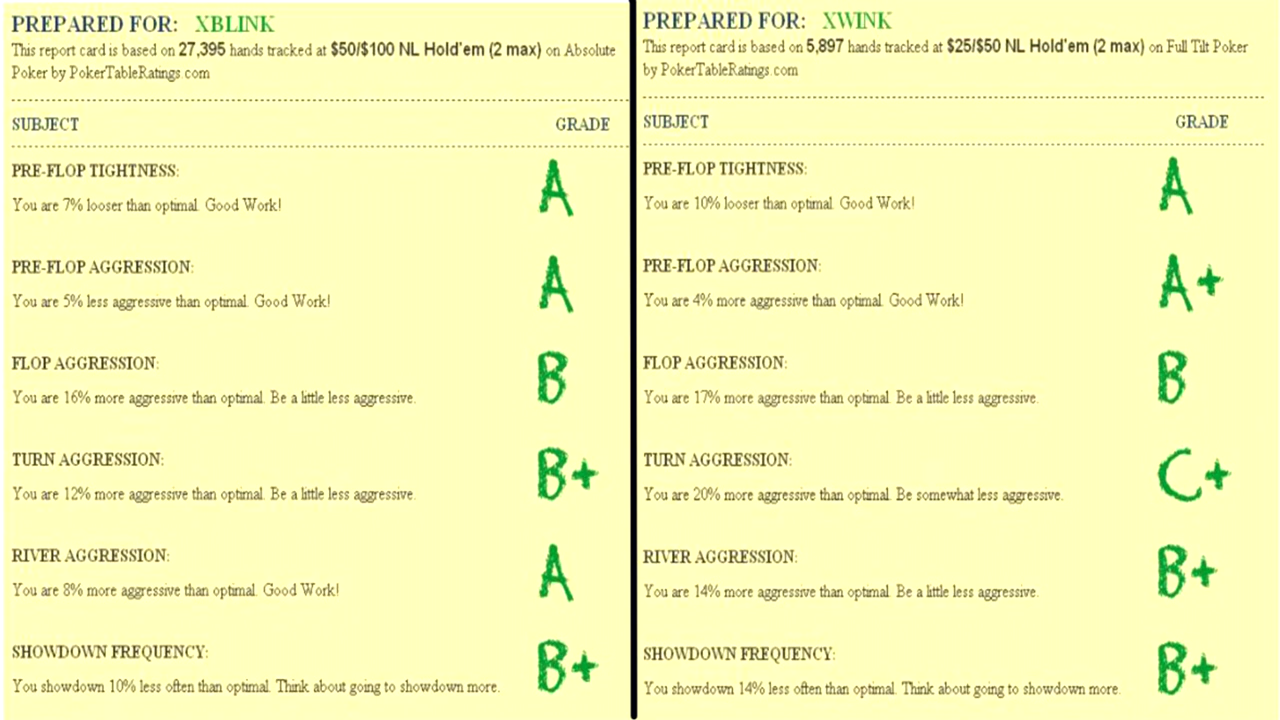 PREPARED FOR: XBLINK
This report card is based on 27,395 hands tracked at $50/$100 NL Hold'em (2 max) on Absolute
Poker by PokerTableRatings.com
SUBJECT GRADE
PRE-FLOP TIGHTNESS:
You are 7% looser than optimal. Good Work!
A
PRE-FLOP AGGRESSION:
You are 5% less aggressive than optimal. Good Work!
A
FLOP AGGRESSION:
You are 16% more aggressive than optimal. Be a little less aggressive.
B
TURN AGGRESSION:
You are 12% more aggressive than optimal. Be a little less aggressive.
B+
RIVER AGGRESSION:
You are 8% more aggressive than optimal. Good Work!
A
SHOWDOWN FREQUENCY:
You showdown 10% less often than optimal. Think about going to showdown more.
B+
PREPARED FOR: XWINK
This report card is based on 5,897 hands tracked at $25/$50 NL Hold'em (2 max) on Full Tilt Poker
by PokerTableRatings.com
SUBJECT GRADE
PRE-FLOP TIGHTNESS:
You are 10% looser than optimal. Good Work!
A
PRE-FLOP AGGRESSION:
You are 4% more aggressive than optimal. Good Work!
A+
FLOP AGGRESSION:
You are 17% more aggressive than optimal. Be a little less aggressive.
B
TURN AGGRESSION:
You are 20% more aggressive than optimal. Be somewhat less aggressive.
C+
RIVER AGGRESSION:
You are 14% more aggressive than optimal. Be a little less aggressive.
B+
SHOWDOWN FREQUENCY:
You showdown 14% less often than optimal. Think about going to showdown more.
B+